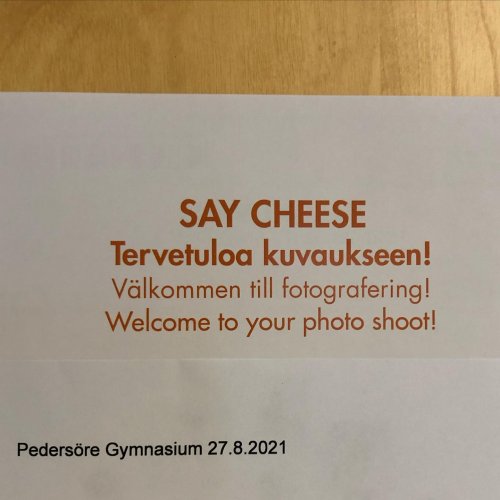 SAY CHEESE
Tervetuloa kuvaukseen!
Välkommen till fotografering!
Welcome to your photo shoot!
Pedersöre Gymnasium 27.8.2021